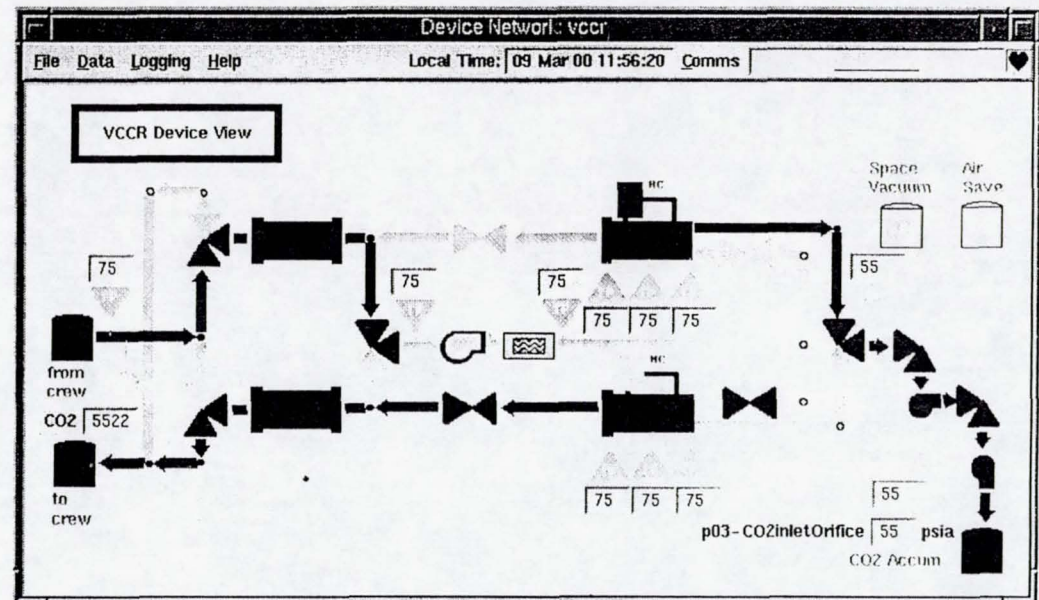 Device Network: vccr
File Data Logging Help Local Time: 09 Mar 00 11:56:20 Comms
VCCR Device View
Space Vacuum
Air Save
HC
75
55
75
75
75 75 75
from crew
HC
CO2 5522
to crew
75 75 75
55
p03-CO2inletOrifice 55 psia
CO2 Accum